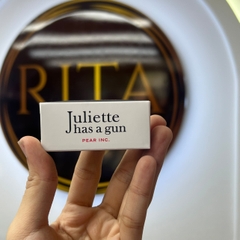 RITA
Juliette
has a gun
PEAR INC.